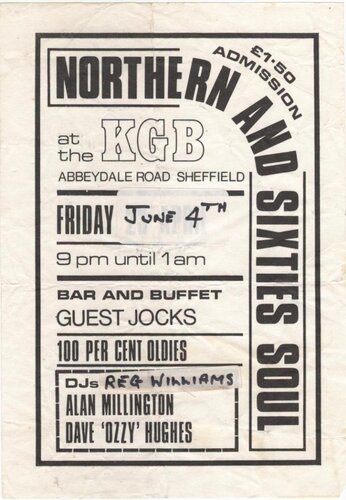 NORTHERN AND SIXTIES SOUL
£1·50
ADMISSION
at
the KGB
ABBEYDALE ROAD SHEFFIELD
FRIDAY JUNE 4TH
9 pm until 1 am
BAR AND BUFFET
GUEST JOCKS
100 PER CENT OLDIES
DJs REG WILLIAMS
ALAN MILLINGTON
DAVE 'OZZY' HUGHES